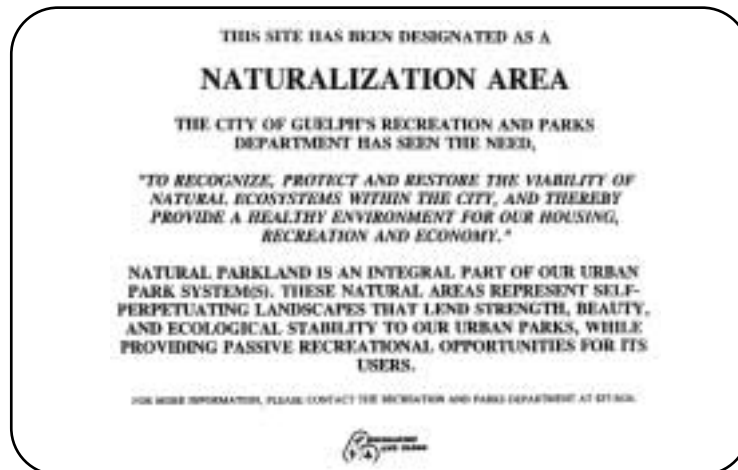 THIS SITE HAS BEEN DESIGNATED AS A
NATURALIZATION AREA
THE CITY OF GUELPH'S RECREATION AND PARKS
DEPARTMENT HAS SEEN THE NEED,
"TO RECOGNIZE, PROTECT AND RESTORE THE VIABILITY OF
NATURAL ECOSYSTEMS WITHIN THE CITY, AND THEREBY
PROVIDE A HEALTHY ENVIRONMENT FOR OUR HOUSING,
RECREATION AND ECONOMY."
NATURAL PARKLAND IS AN INTEGRAL PART OF OUR URBAN
PARK SYSTEM(S). THESE NATURAL AREAS REPRESENT SELF-
PERPETUATING LANDSCAPES THAT LEND STRENGTH, BEAUTY,
AND ECOLOGICAL STABILITY TO OUR URBAN PARKS, WHILE
PROVIDING PASSIVE RECREATIONAL OPPORTUNITIES FOR ITS
USERS.
FOR MORE INFORMATION, PLEASE CONTACT THE RECREATION AND PARKS DEPARTMENT AT
RECREATION
AND PARKS